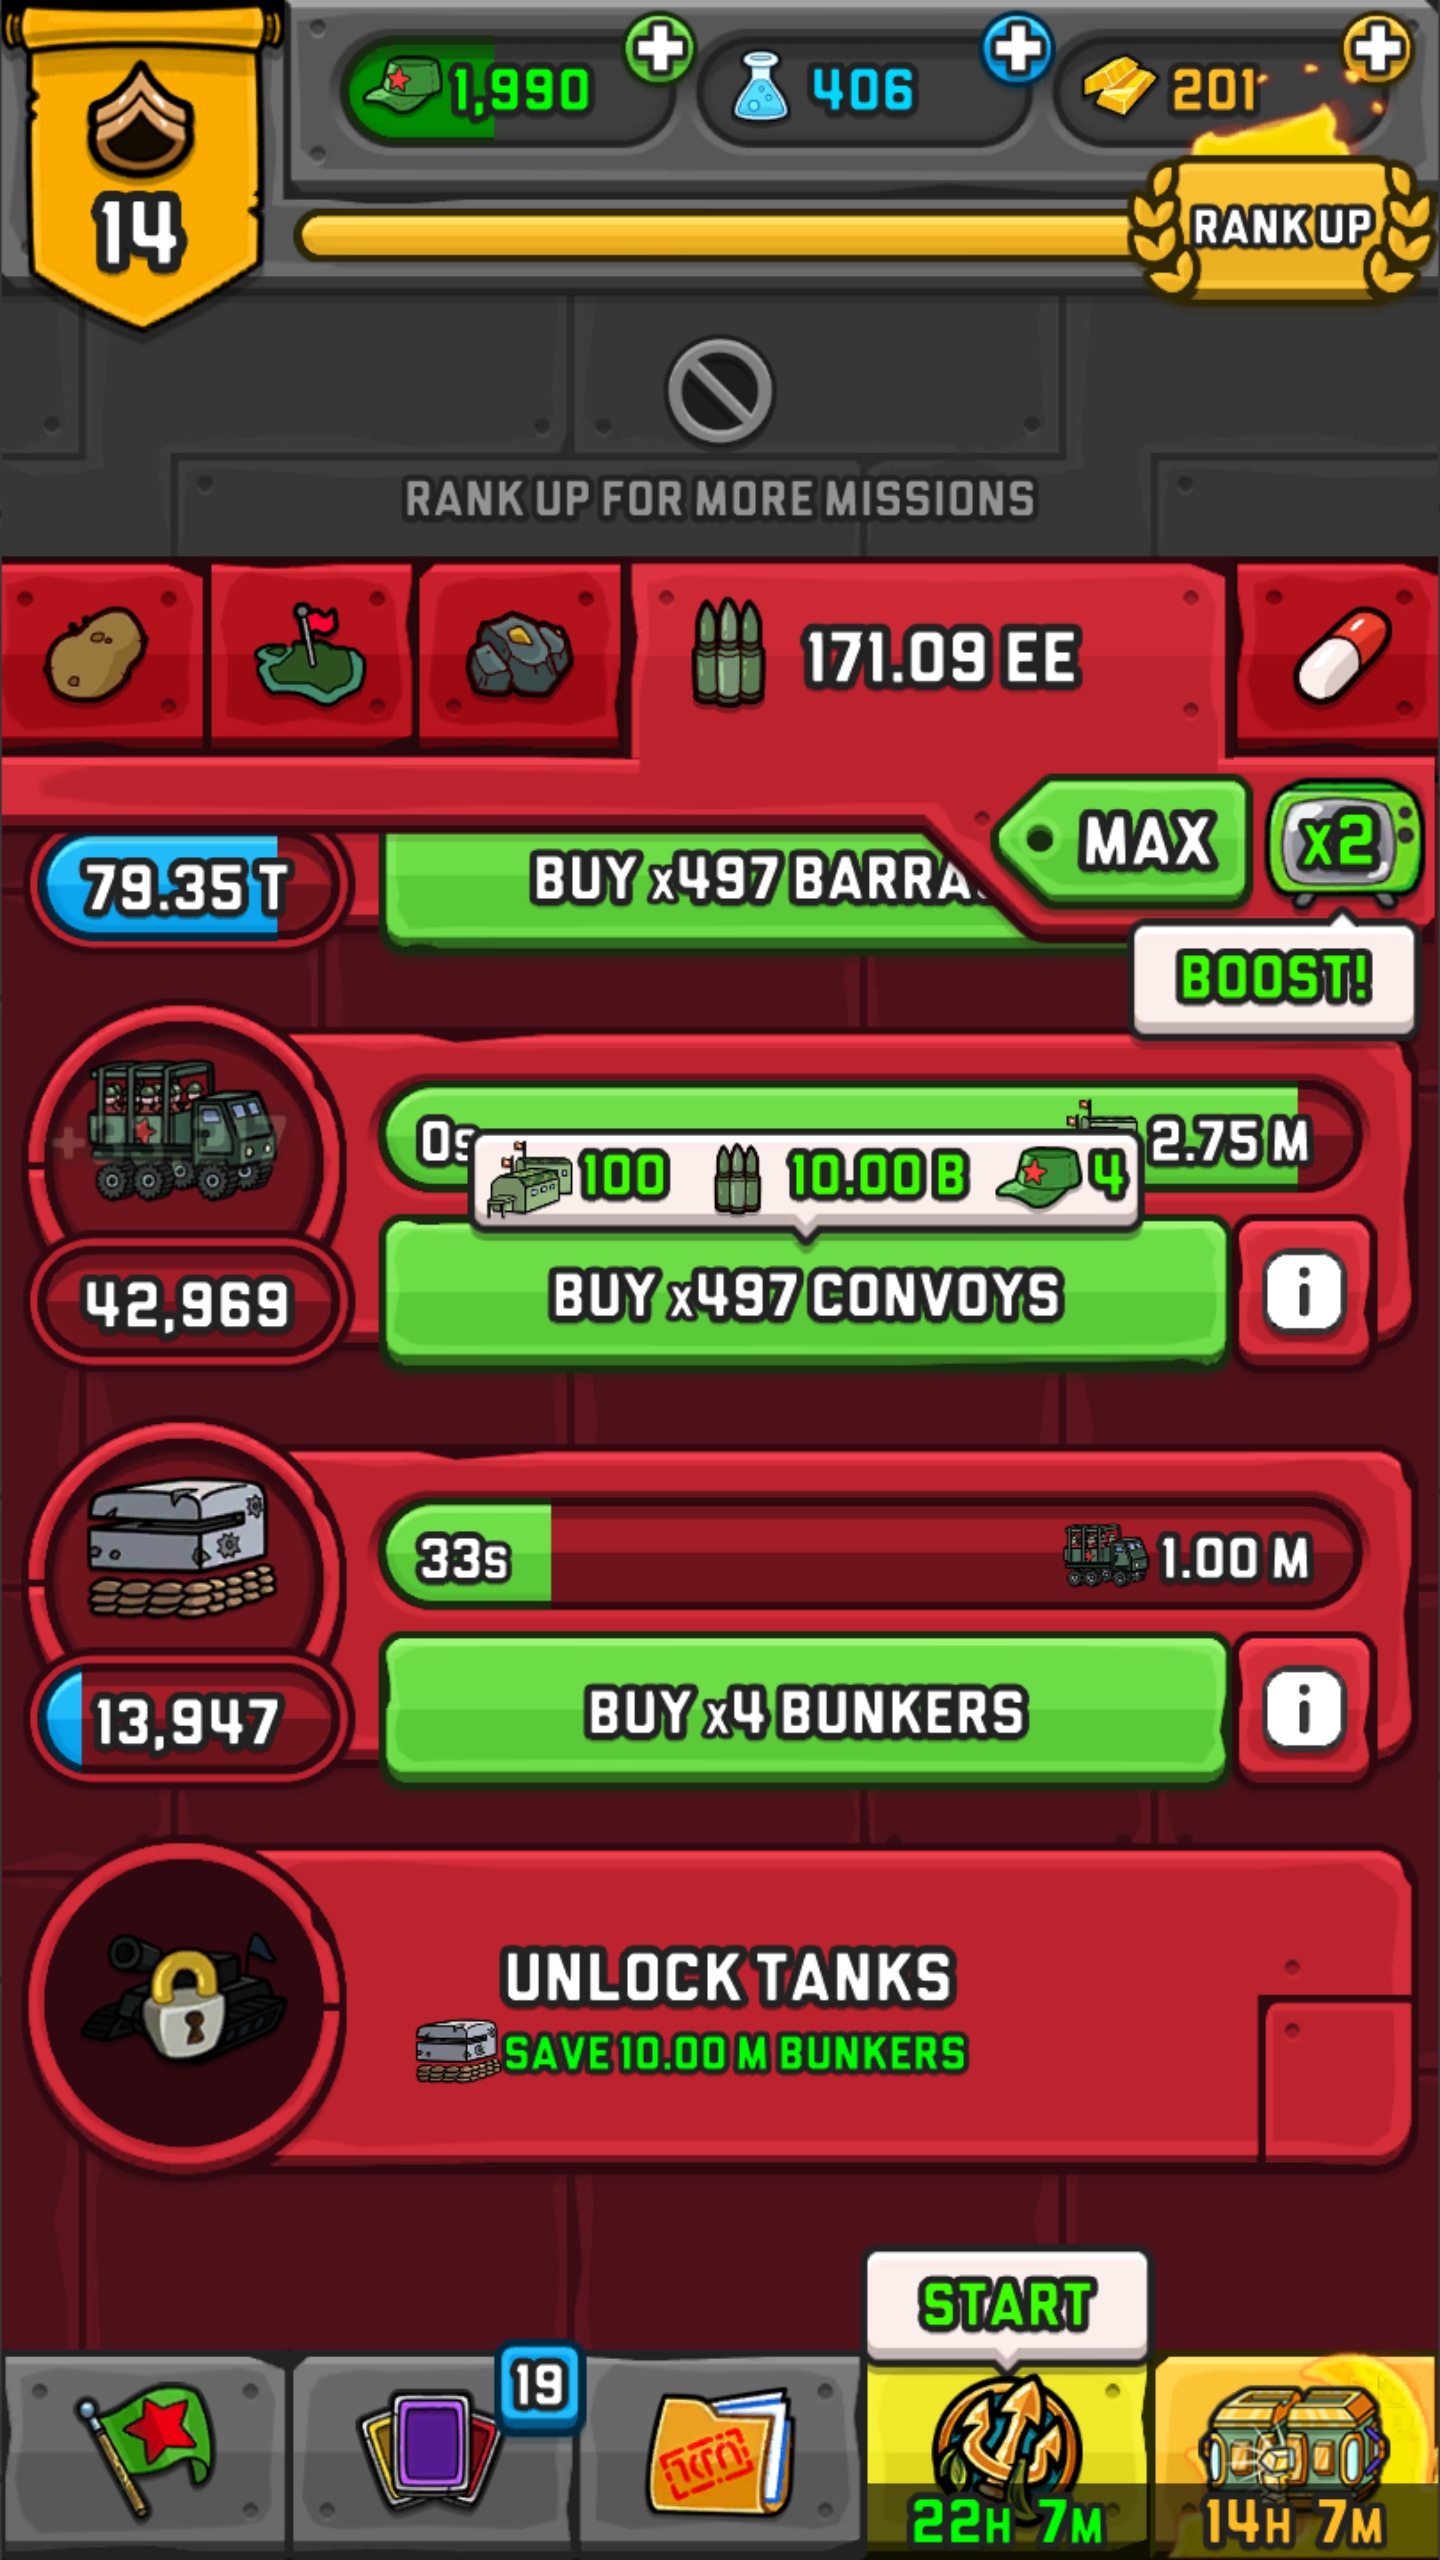 14
1,990
406
201
RANK UP
RANK UP FOR MORE MISSIONS
171.09 EE
MAX
x2
BOOST!
79.35 T
BUY x497
0s
2.75 M
100
10.00 B
4
42,969
BUY x497 CONVOYS
i
33s
1.00 M
13,947
BUY x4 BUNKERS
i
UNLOCK TANKS
SAVE 10.00 M BUNKERS
START
19
22H 7M
14H 7M